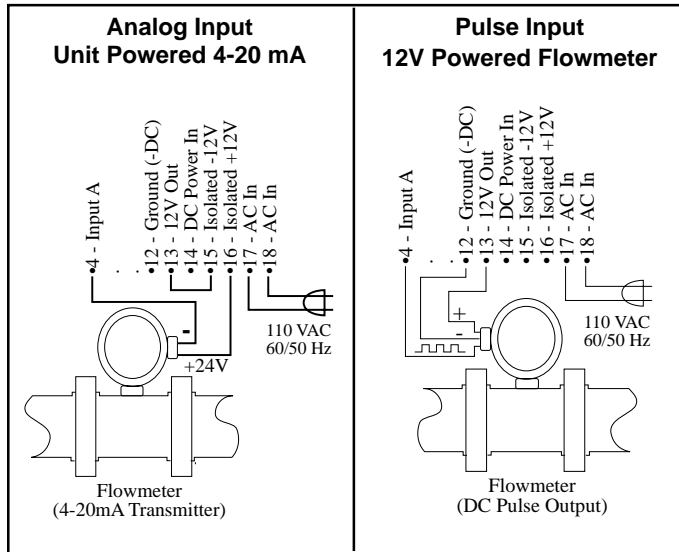 Analog Input
Unit Powered 4-20 mA
4 - Input A
12 - Ground (-DC)
13 - 12V Out
14 - DC Power In
15 - Isolated -12V
16 - Isolated +12V
17 - AC In
18 - AC In
-
+24V
110 VAC
60/50 Hz
Flowmeter
(4-20mA Transmitter)
Pulse Input
12V Powered Flowmeter
4 - Input A
12 - Ground (-DC)
13 - 12V Out
14 - DC Power In
15 - Isolated -12V
16 - Isolated +12V
17 - AC In
18 - AC In
+
-
110 VAC
60/50 Hz
Flowmeter
(DC Pulse Output)